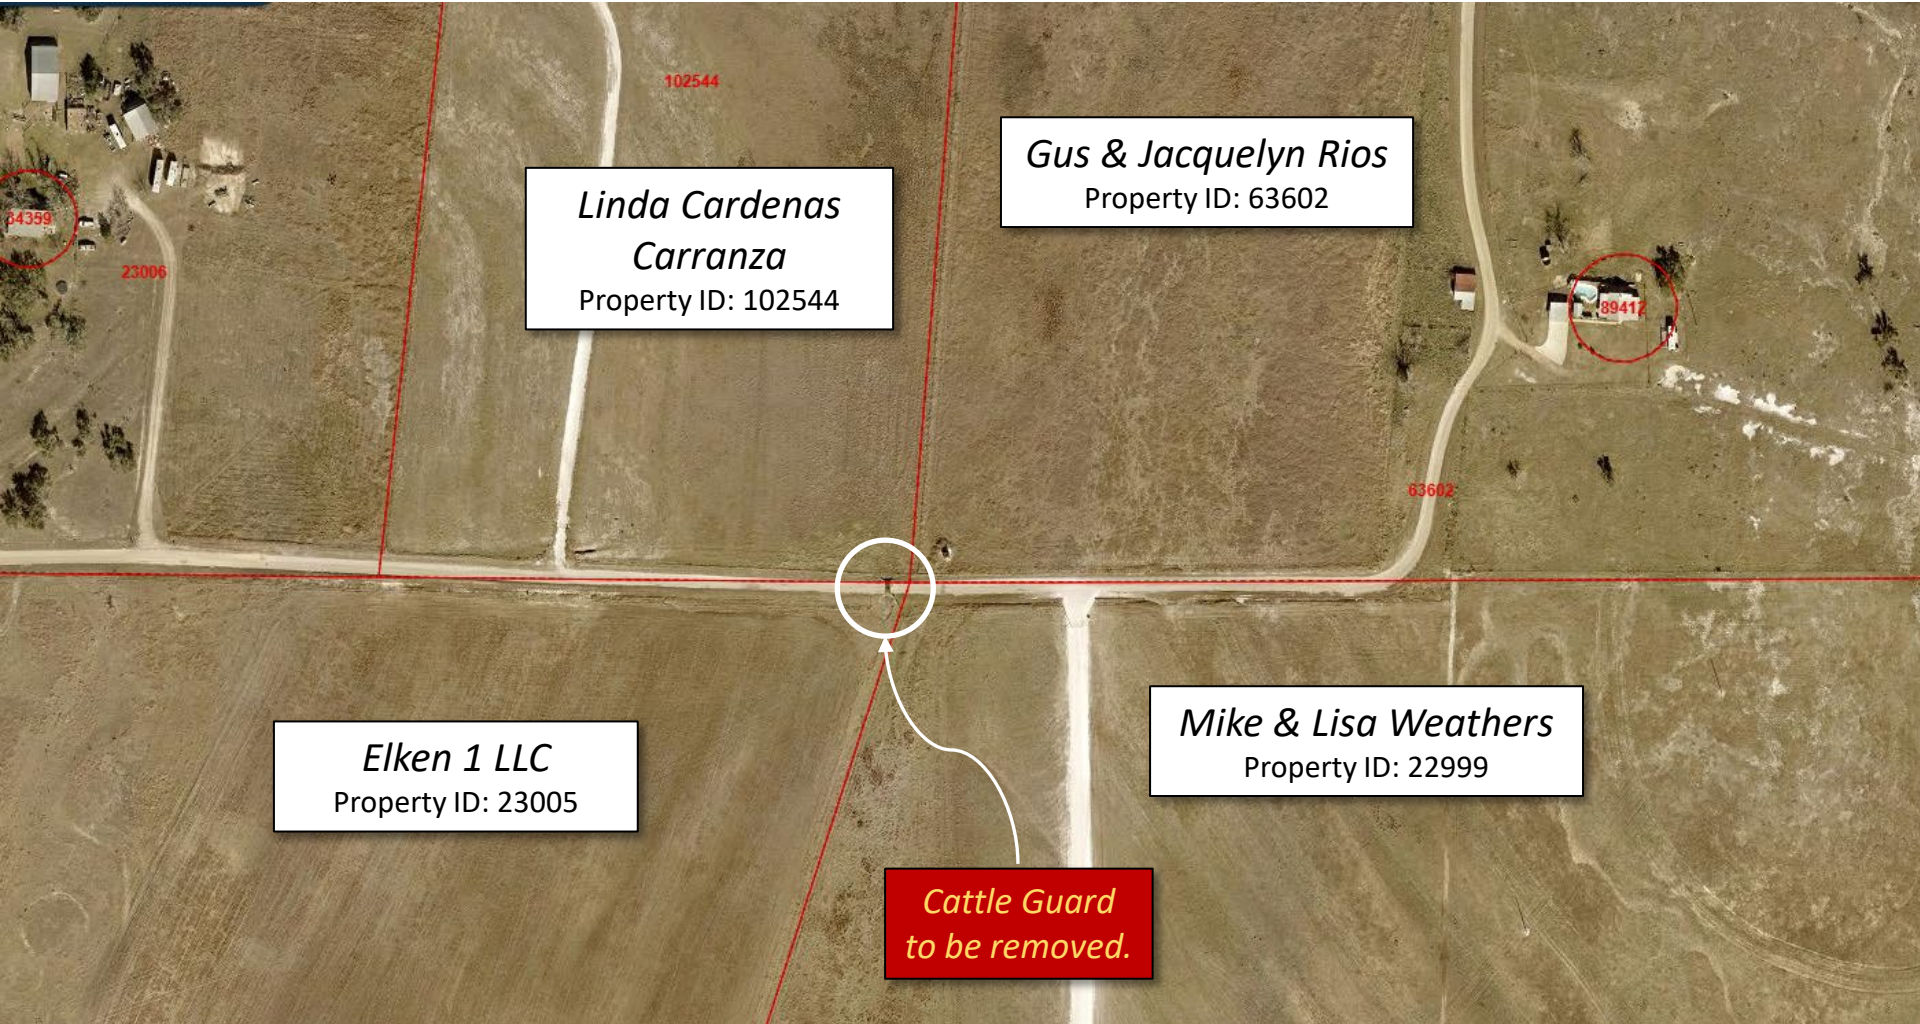 102544
Gus & Jacquelyn Rios
Property ID: 63602
Linda Cardenas
Carranza
Property ID: 102544
34359
23006
89412
63602
Mike & Lisa Weathers
Property ID: 22999
Elken 1 LLC
Property ID: 23005
Cattle Guard
to be removed.